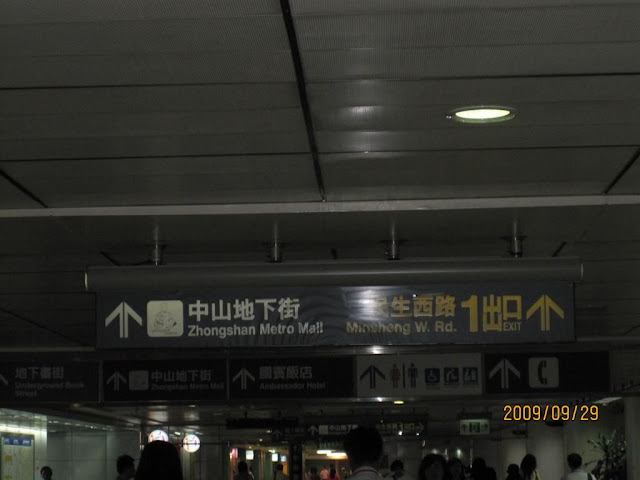 中山地下街
Zhongshan Metro Mall
民生西路
Minsheng W. Rd.
1出口
EXIT
地下書街
Underground Book
Street
中山地下街
Zhongshan Metro Mall
國賓飯店
Ambassador Hotel
2009/09/29